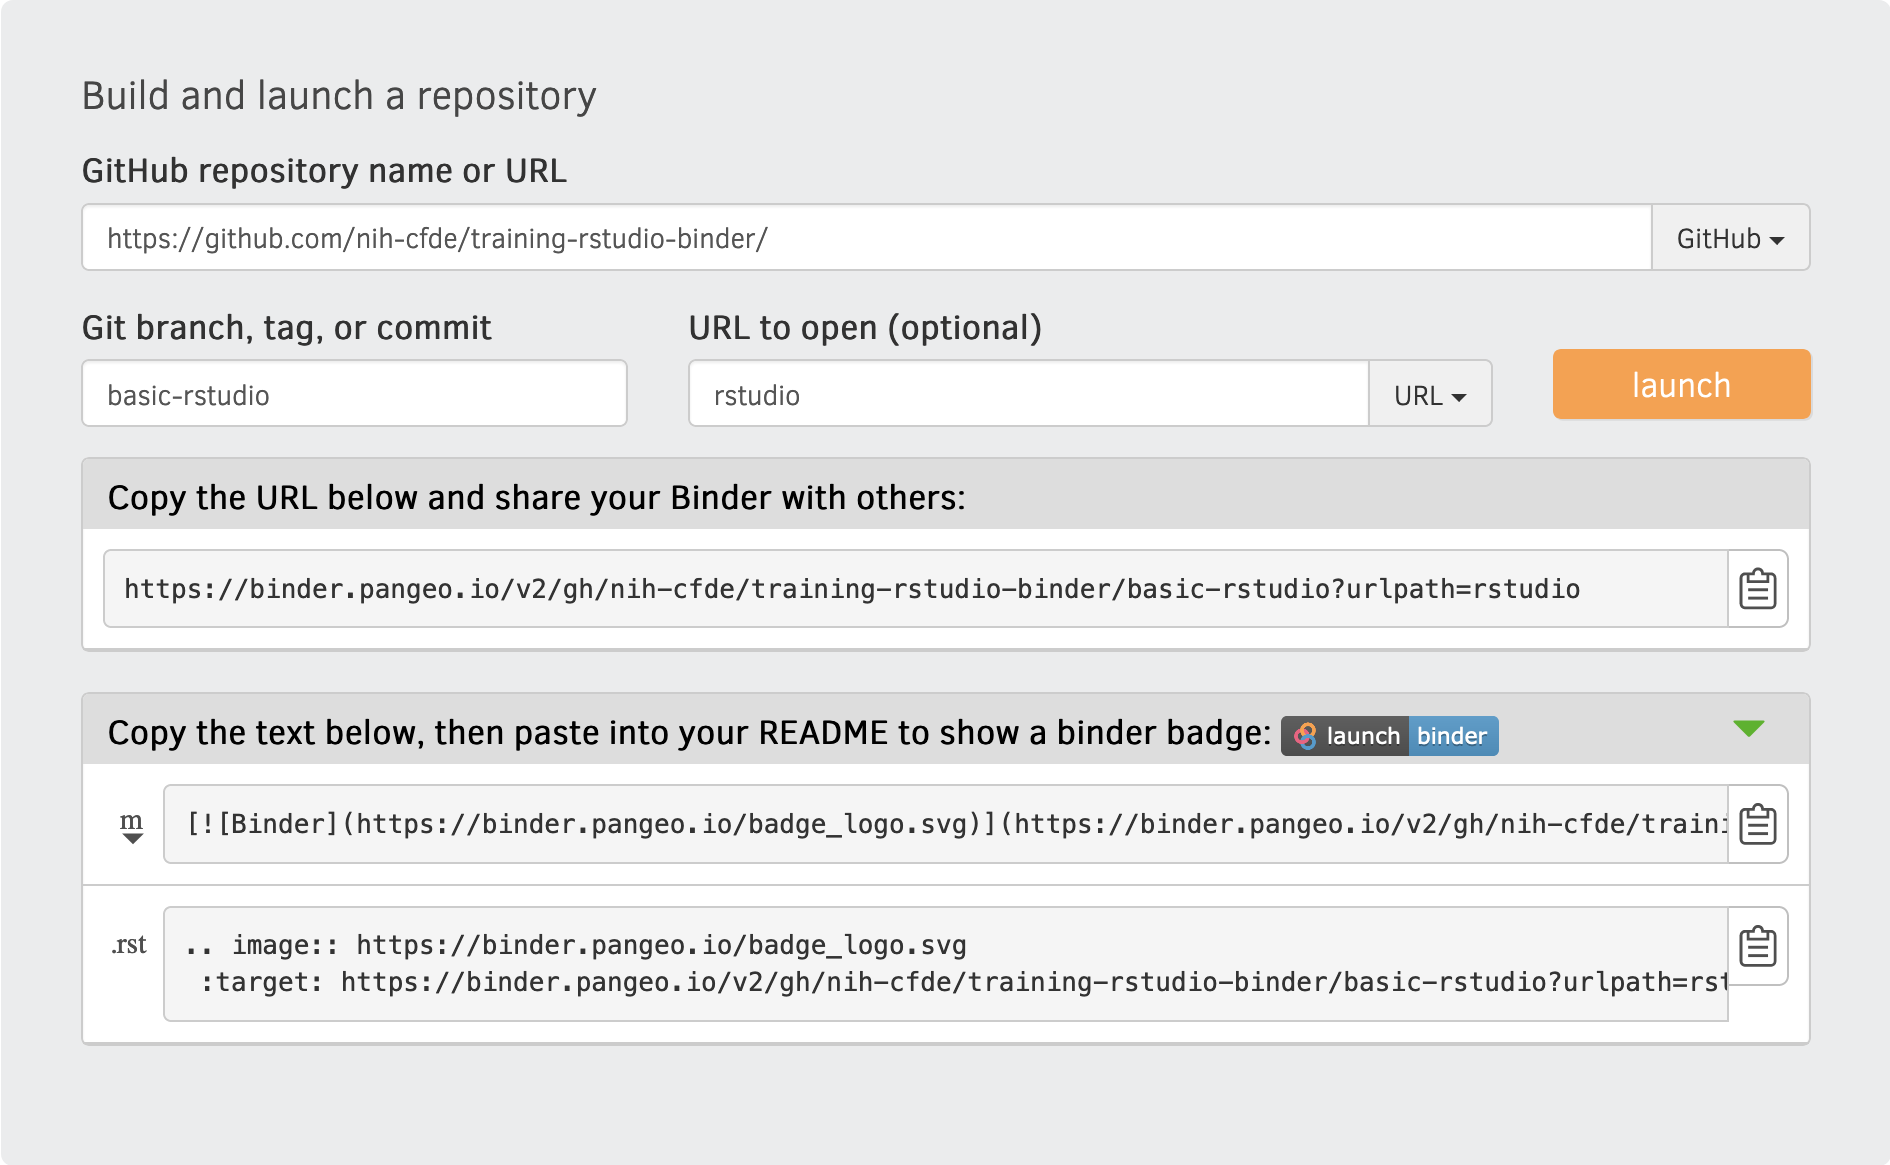 Build and launch a repository
GitHub repository name or URL
https://github.com/nih-cfde/training-rstudio-binder/
GitHub
Git branch, tag, or commit
URL to open (optional)
basic-rstudio
rstudio
URL
launch
Copy the URL below and share your Binder with others:
https://binder.pangeo.io/v2/gh/nih-cfde/training-rstudio-binder/basic-rstudio?urlpath=rstudio
Copy the text below, then paste into your README to show a binder badge: launch binder
m
[![Binder](https://binder.pangeo.io/badge_logo.svg)](https://binder.pangeo.io/v2/gh/nih-cfde/traini
.rst
.. image:: https://binder.pangeo.io/badge_logo.svg
:target: https://binder.pangeo.io/v2/gh/nih-cfde/training-rstudio-binder/basic-rstudio?urlpath=rst